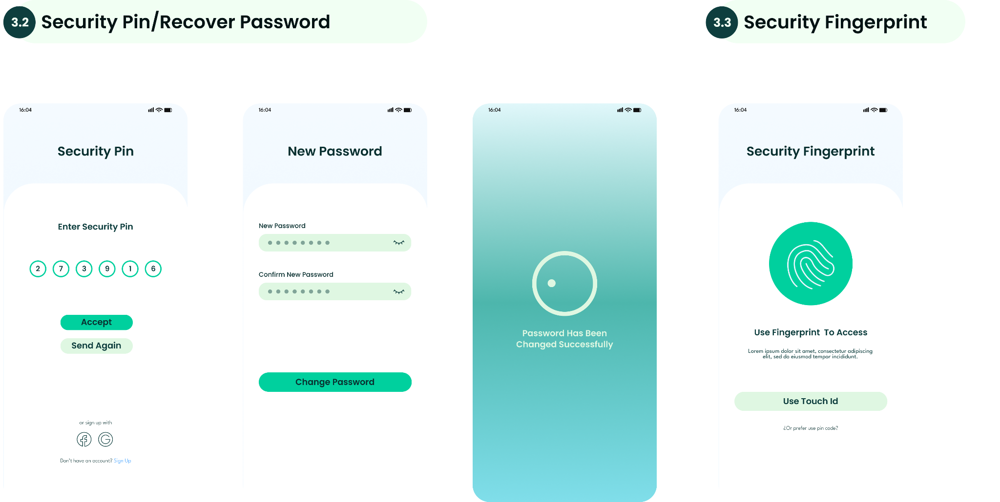 3.2 Security Pin/Recover Password
3.3 Security Fingerprint
16:04
Security Pin
Enter Security Pin
2 7 3 9 1 6
Accept
Send Again
or sign up with
Don't have an account? Sign Up
16:04
New Password
New Password
Confirm New Password
Change Password
16:04
Password Has Been
Changed Successfully
16:04
Security Fingerprint
Use Fingerprint To Access
Lorem ipsum dolor sit amet, consectetur adipiscing
elit, sed do eiusmod tempor incididunt.
Use Touch Id
¿Or prefer use pin code?